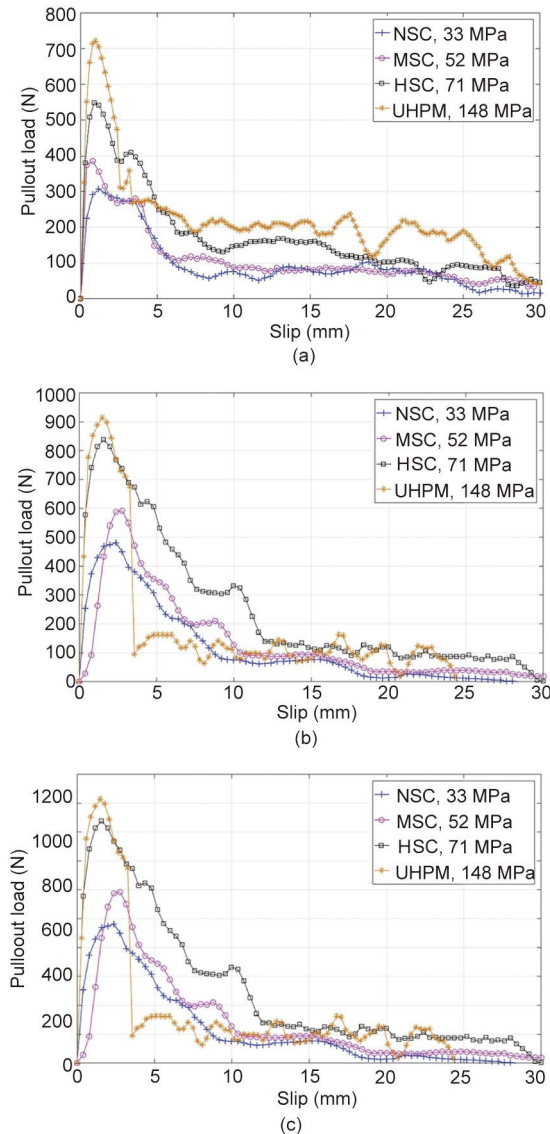 800
700
600
500
400
300
200
100
0
Pullout load (N)
NSC, 33 MPa
MSC, 52 MPa
HSC, 71 MPa
UHPM, 148 MPa
0 5 10 15 20 25 30
Slip (mm)
(a)
1000
900
800
700
600
500
400
300
200
100
0
Pullout load (N)
NSC, 33 MPa
MSC, 52 MPa
HSC, 71 MPa
UHPM, 148 MPa
0 5 10 15 20 25 30
Slip (mm)
(b)
1200
1000
800
600
400
200
0
Pulloout load (N)
NSC, 33 MPa
MSC, 52 MPa
HSC, 71 MPa
UHPM, 148 MPa
0 5 10 15 20 25 30
Slip (mm)
(c)